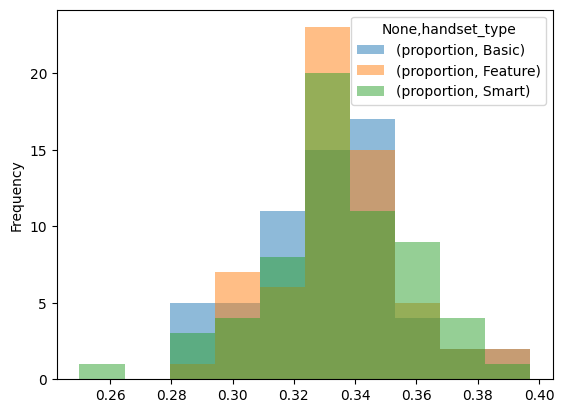 None,handset_type
(proportion, Basic)
(proportion, Feature)
(proportion, Smart)
Frequency
20
15
10
5
0
0.26 0.28 0.30 0.32 0.34 0.36 0.38 0.40